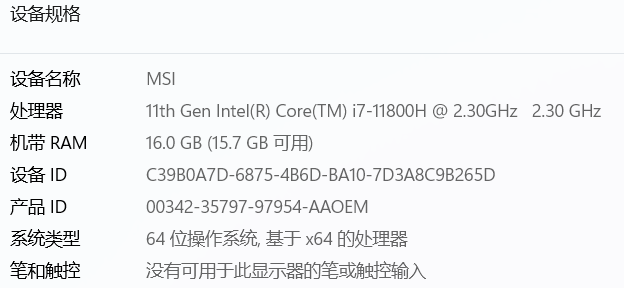 设备规格
设备名称 MSI
处理器 11th Gen Intel(R) Core(TM) i7-11800H @ 2.30GHz 2.30 GHz
机带 RAM 16.0 GB (15.7 GB 可用)
设备 ID C39B0A7D-6875-4B6D-BA10-7D3A8C9B265D
产品 ID 00342-35797-97954-AAOEM
系统类型 64 位操作系统, 基于 x64 的处理器
笔和触控 没有可用于此显示器的笔或触控输入